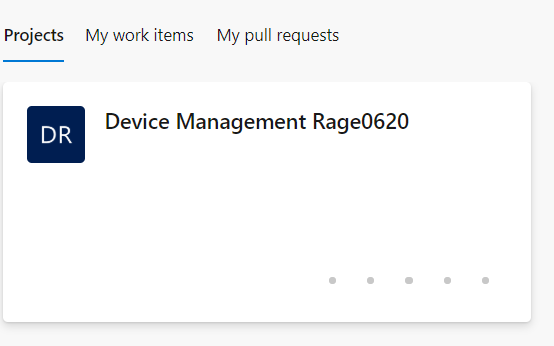 Projects My work items My pull requests
DR Device Management Rage0620